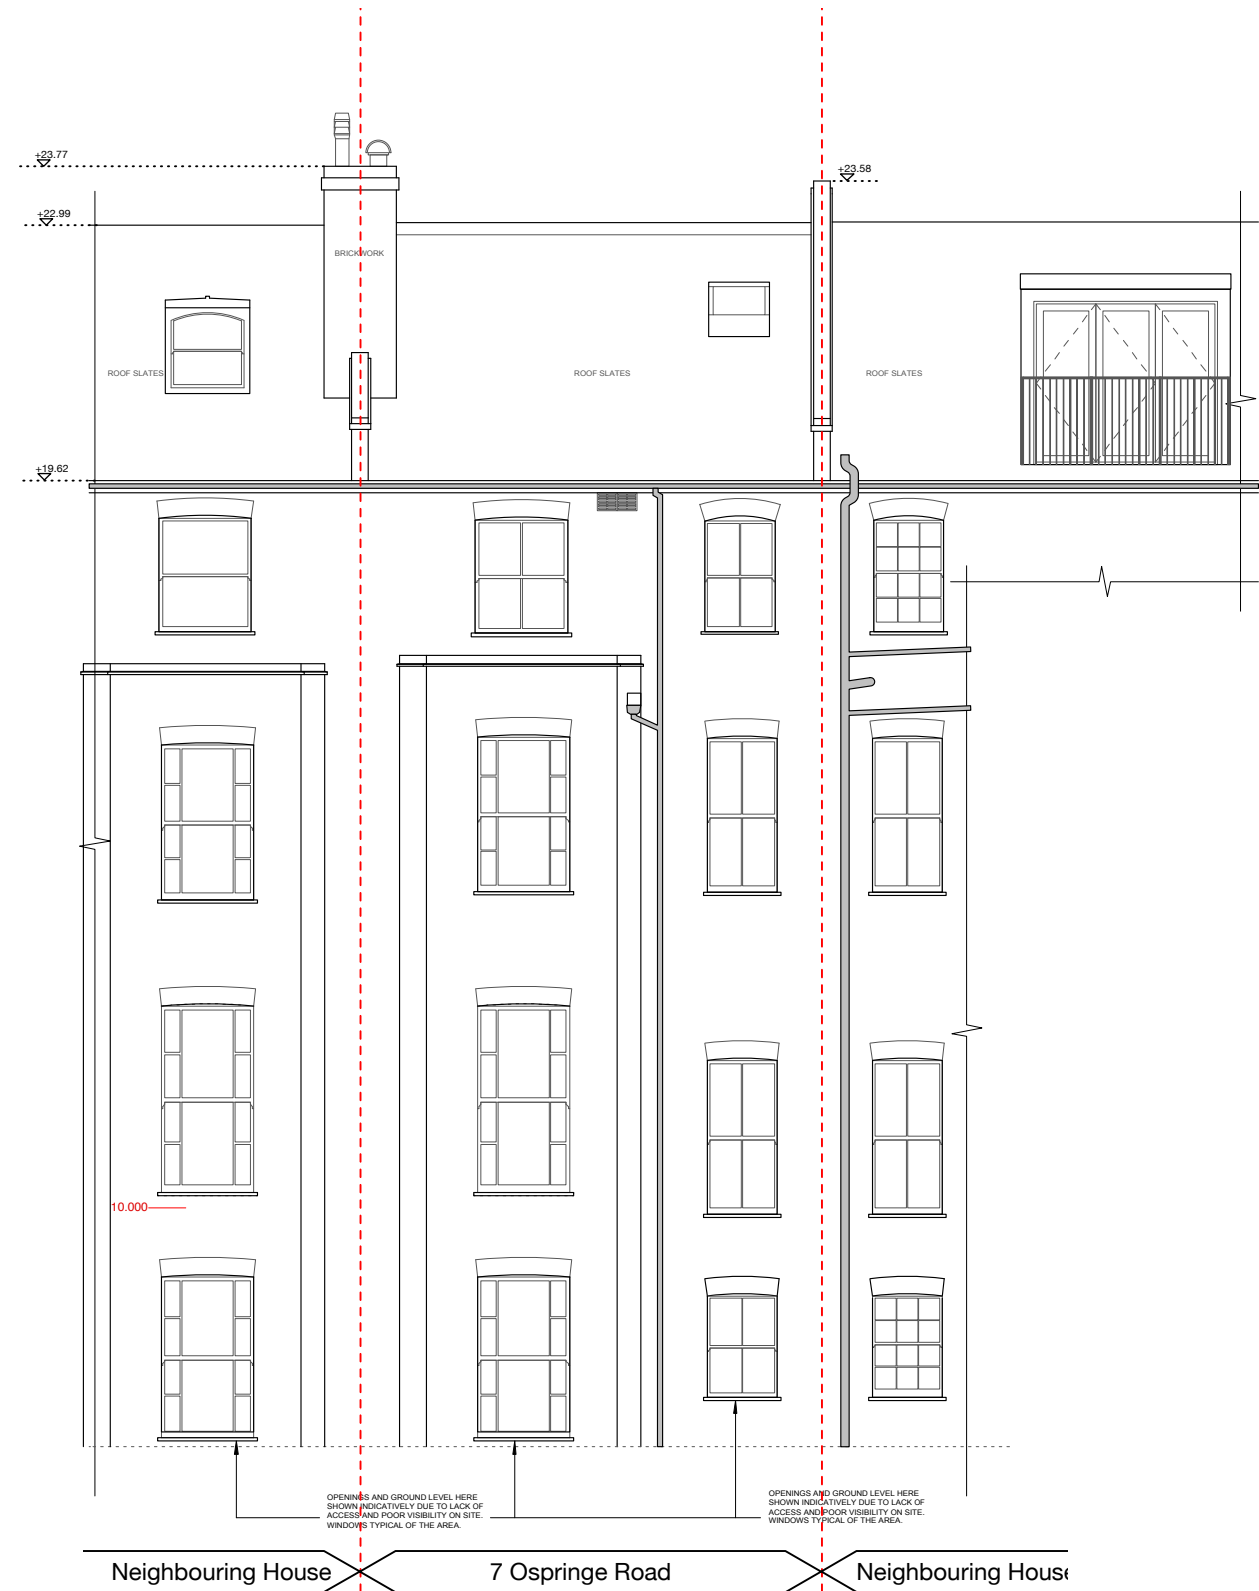 +23.77
+23.58
+22.99
BRICKWORK
ROOF SLATES
ROOF SLATES
ROOF SLATES
+19.62
10.000
OPENINGS AND GROUND LEVEL HERE
SHOWN INDICATIVELY DUE TO LACK OF
ACCESS AND POOR VISIBILITY ON SITE.
WINDOWS TYPICAL OF THE AREA.
OPENINGS AND GROUND LEVEL HERE
SHOWN INDICATIVELY DUE TO LACK OF
ACCESS AND POOR VISIBILITY ON SITE.
WINDOWS TYPICAL OF THE AREA.
Neighbouring House
7 Ospringe Road
Neighbouring House